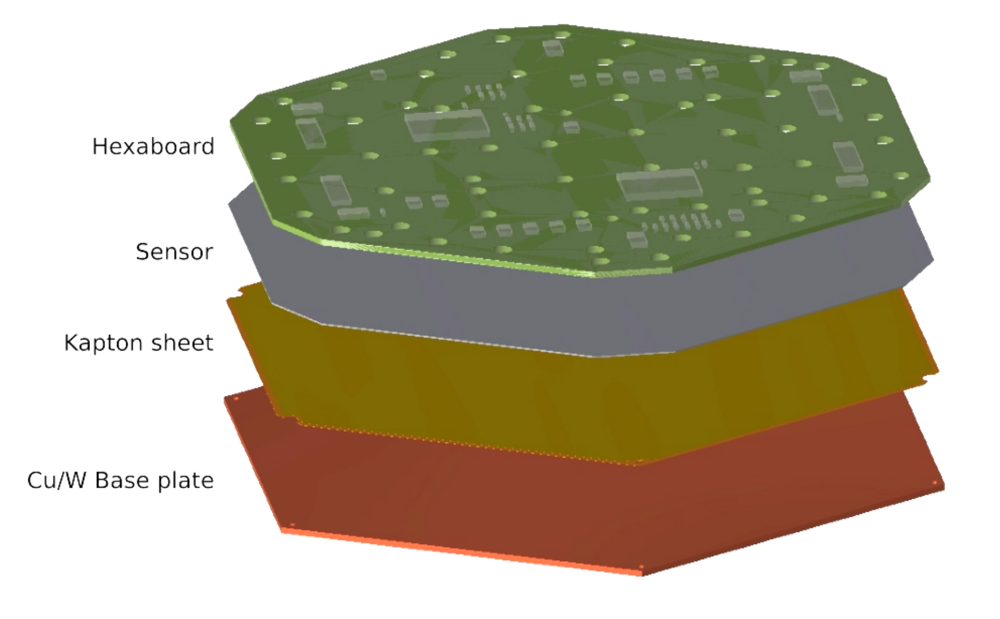 Hexaboard
Sensor
Kapton sheet
Cu/W Base plate